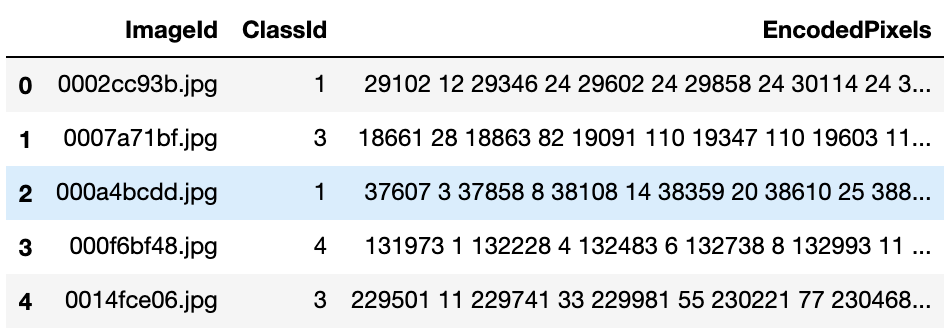 ImageId ClassId EncodedPixels
0 0002cc93b.jpg 1 29102 12 29346 24 29602 24 29858 24 30114 24 3...
1 0007a71bf.jpg 3 18661 28 18863 82 19091 110 19347 110 19603 11...
2 000a4bcdd.jpg 1 37607 3 37858 8 38108 14 38359 20 38610 25 388...
3 000f6bf48.jpg 4 131973 1 132228 4 132483 6 132738 8 132993 11 ...
4 0014fce06.jpg 3 229501 11 229741 33 229981 55 230221 77 230468...